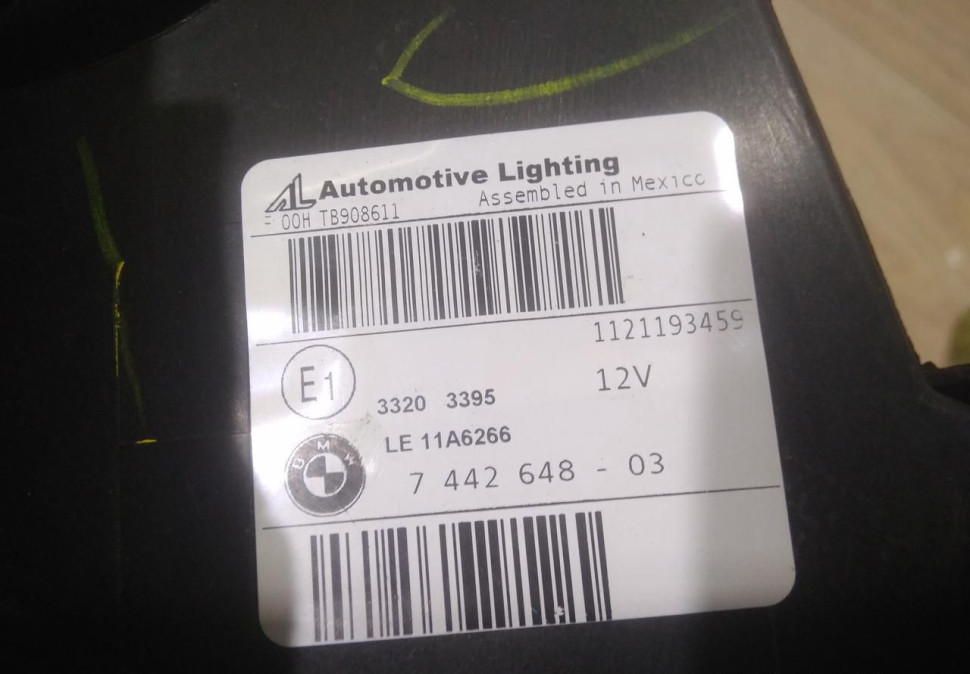 AL Automotive Lighting
Assembled in Mexico
00H TB908611
1121193459
E1
12V
3320 3395
LE 11A6266
BMW
7 442 648 - 03